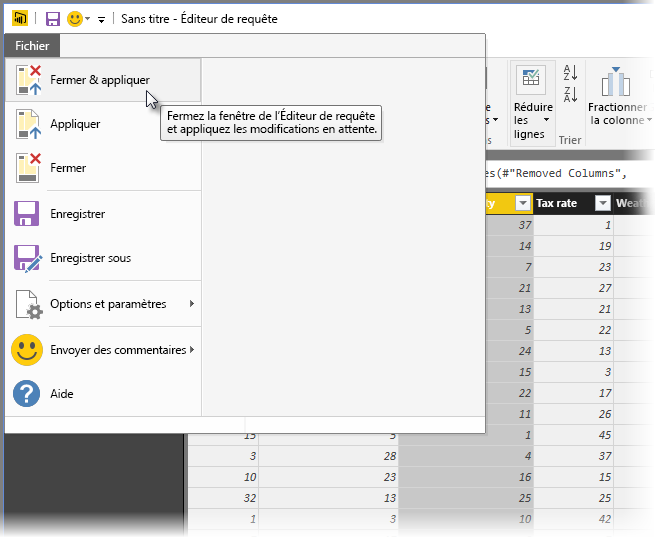 Sans titre - Éditeur de requête
Fichier
Fermer & appliquer
Fermez la fenêtre de l'Éditeur de requête
et appliquez les modifications en attente.
Appliquer
Fermer
Enregistrer
Enregistrer sous
Options et paramètres
Envoyer des commentaires
Aide
Réduire
les
lignes
A
Z
Z
A
Trier
Fractionner
la colonne
es(#"Removed Columns",
Tax rate
37 1
14 19
7 23
21 27
13 21
5 22
24 13
15 3
22 17
11 26
15 5 1 45
3 28 4 37
10 23 16 15
32 13 25 25
1 3 10 42